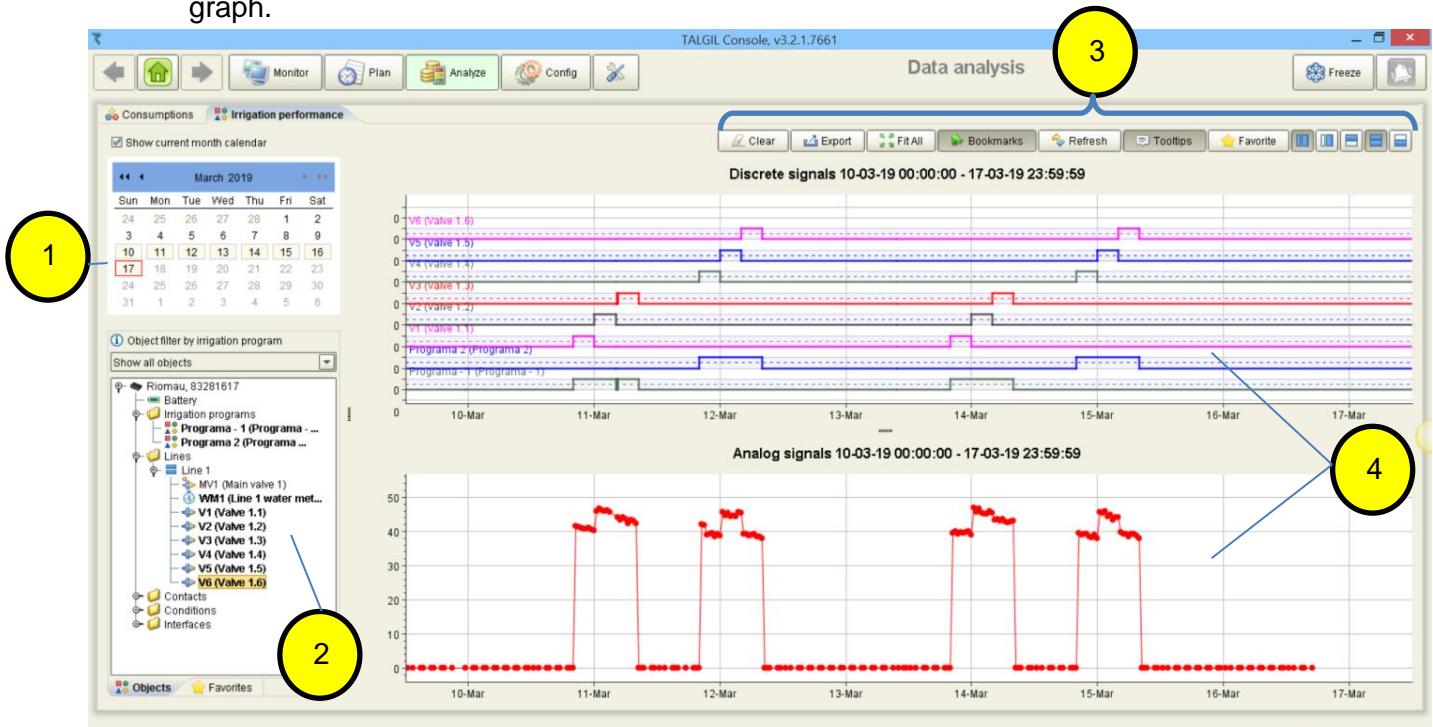 graph.
TALGIL Console, v3.2.1.7661
3
Monitor
Plan
Analyze
Config
Data analysis
Freeze
Consumptions
Irrigation performance
Show current month calendar
Clear
Export
Fit All
Bookmarks
Refresh
Tooltips
Favorite
1
March 2019
Sun Mon Tue Wed Thu Fri Sat
24 25 26 27 28 1 2
3 4 5 6 7 8 9
10 11 12 13 14 15 16
17 18 19 20 21 22 23
24 25 26 27 28 29 30
31 1 2 3 4 5 6
Object filter by irrigation program
Show all objects
Riomau, 83281617
Battery
Irrigation programs
Programa - 1 (Programa - ...
Programa 2 (Programa ...
Lines
Line 1
MV1 (Main valve 1)
WM1 (Line 1 water met...
V1 (Valve 1.1)
V2 (Valve 1.2)
V3 (Valve 1.3)
V4 (Valve 1.4)
V5 (Valve 1.5)
V6 (Valve 1.6)
Contacts
Conditions
Interfaces
2
Objects
Favorites
Discrete signals 10-03-19 00:00:00 - 17-03-19 23:59:59
0 V6 (Valve 1.6)
0 V5 (Valve 1.5)
0 V4 (Valve 1.4)
0 V3 (Valve 1.3)
0 V2 (Valve 1.2)
0 V1 (Valve 1.1)
0 Programa 2 (Programa 2)
0 Programa - 1 (Programa - 1)
0
0 10-Mar 11-Mar 12-Mar 13-Mar 14-Mar 15-Mar 16-Mar 17-Mar
4
Analog signals 10-03-19 00:00:00 - 17-03-19 23:59:59
50
40
30
20
10
0
10-Mar 11-Mar 12-Mar 13-Mar 14-Mar 15-Mar 16-Mar 17-Mar